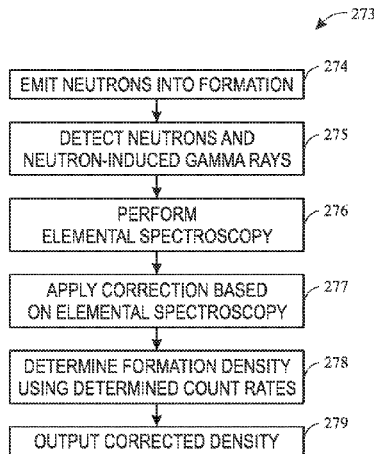 273
EMIT NEUTRONS INTO FORMATION
274
DETECT NEUTRONS AND
NEUTRON-INDUCED GAMMA RAYS
275
PERFORM
ELEMENTAL SPECTROSCOPY
276
APPLY CORRECTION BASED
ON ELEMENTAL SPECTROSCOPY
277
DETERMINE FORMATION DENSITY
USING DETERMINED COUNT RATES
278
OUTPUT CORRECTED DENSITY
279